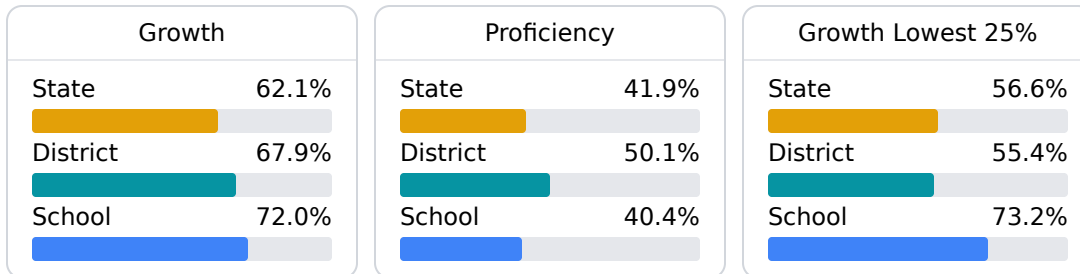 Growth
State 62.1%
District 67.9%
School 72.0%
Proficiency
State 41.9%
District 50.1%
School 40.4%
Growth Lowest 25%
State 56.6%
District 55.4%
School 73.2%